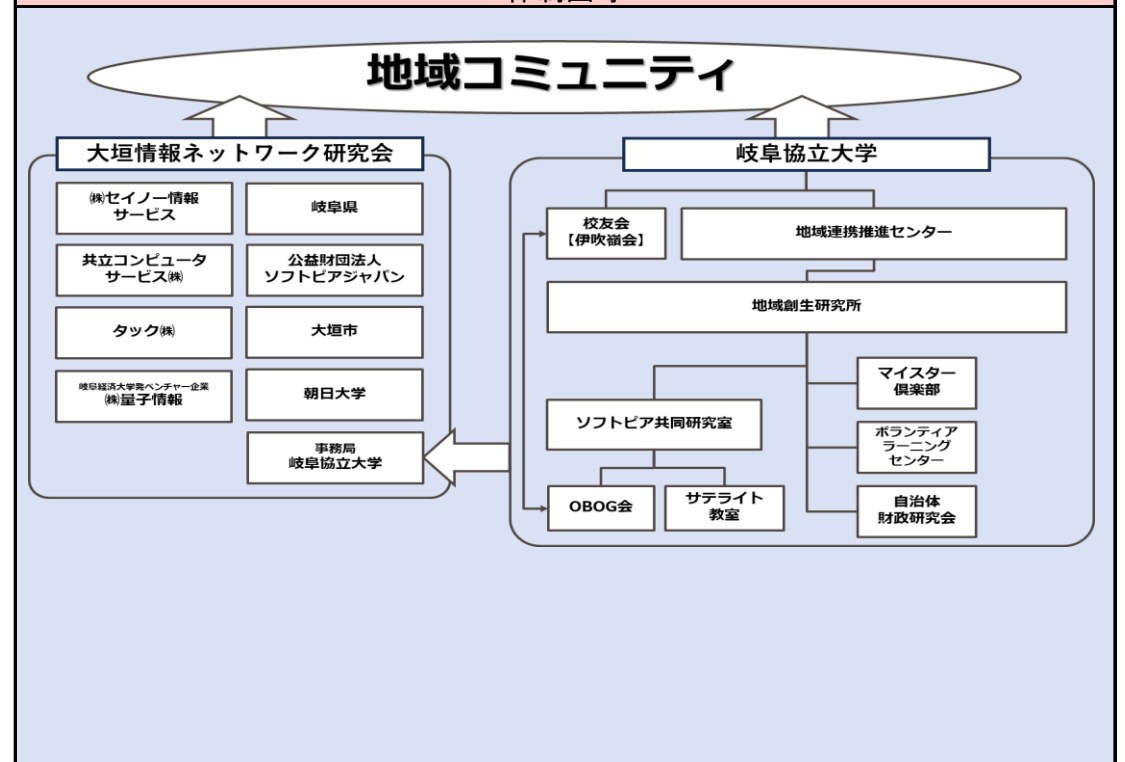 地域コミュニティ
大垣情報ネットワーク研究会
㈱セイノー情報
サービス
岐阜県
共立コンピュータ
サービス㈱
公益財団法人
ソフトピアジャパン
タック㈱
大垣市
岐阜経済大学発ベンチャー企業
㈱量子情報
朝日大学
事務局
岐阜協立大学
岐阜協立大学
校友会
【伊吹嶺会】
地域連携推進センター
地域創生研究所
ソフトピア共同研究室
OBOG会
サテライト
教室
マイスター
倶楽部
ボランティア
ラーニング
センター
自治体
財政研究会